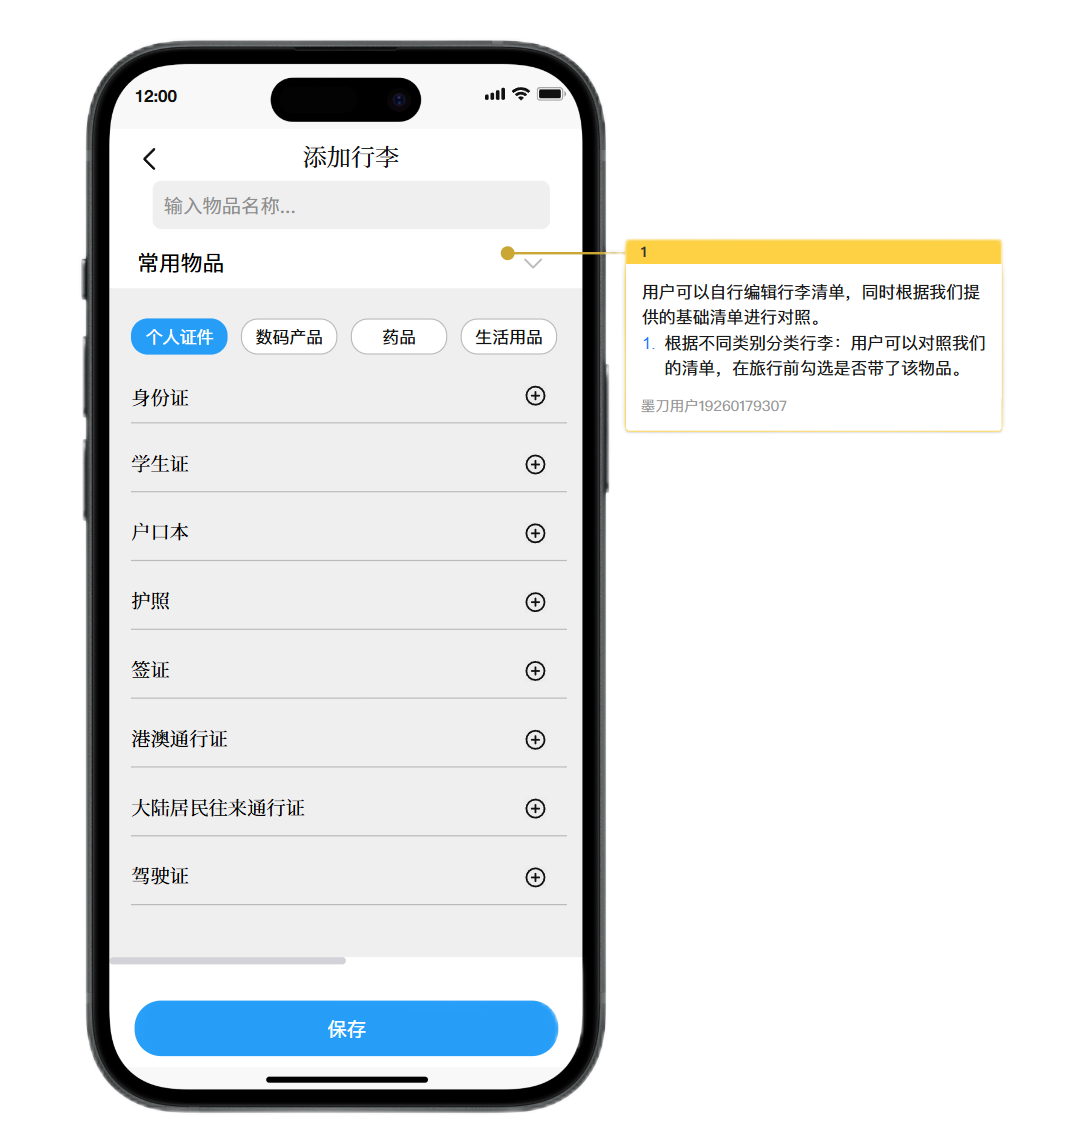 12:00
添加行李
输入物品名称...
常用物品
个人证件
数码产品
药品
生活用品
身份证
学生证
户口本
护照
签证
港澳通行证
大陆居民往来通行证
驾驶证
保存
1
用户可以自行编辑行李清单，同时根据我们提
供的基础清单进行对照。
1. 根据不同类别分类行李：用户可以对照我们
的清单，在旅行前勾选是否带了该物品。
墨刀用户19260179307